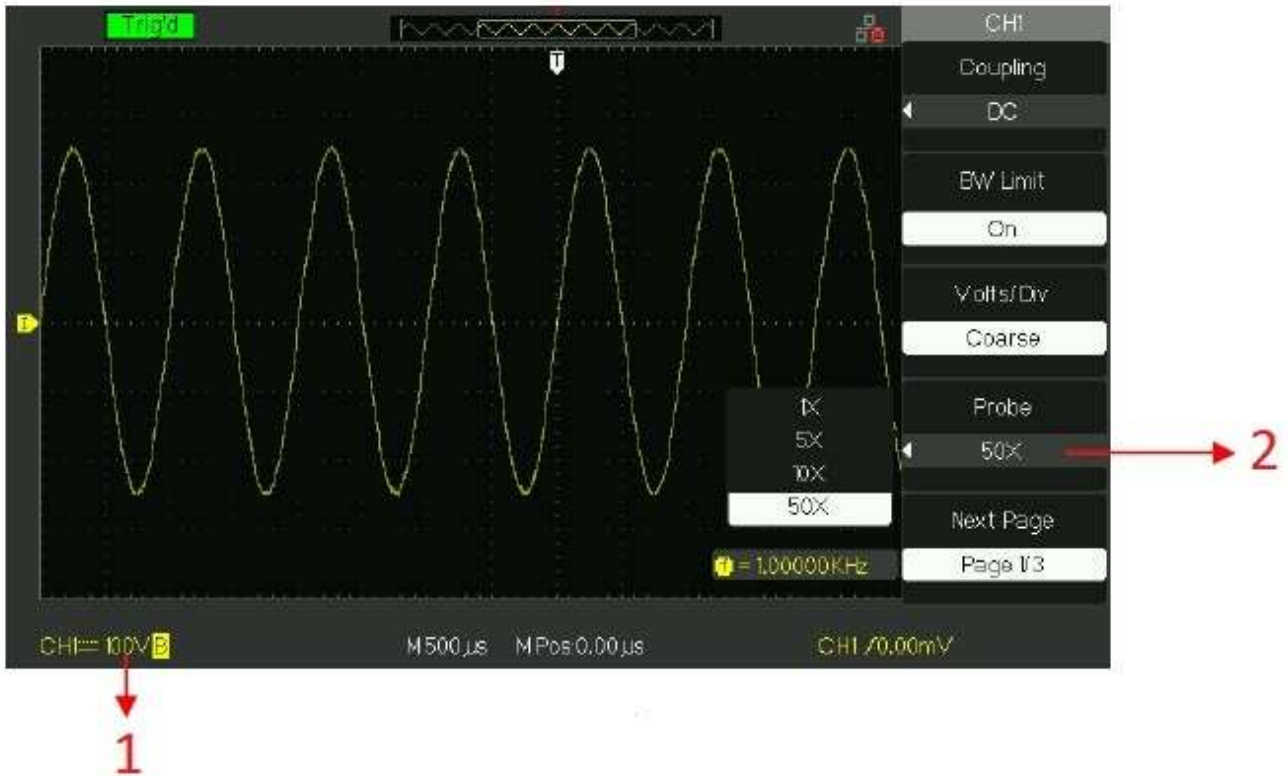 Trig'd
T
CH1
Coupling
DC
BW Limit
On
Volts/Div
Coarse
Probe
1X
5X
10X
50X
50X
2
Next Page
Page 1/3
= 1.00000KHz
CH1 100V B
M 500 μs M Pos:0.00 μs
CH1 /0.00mV
1